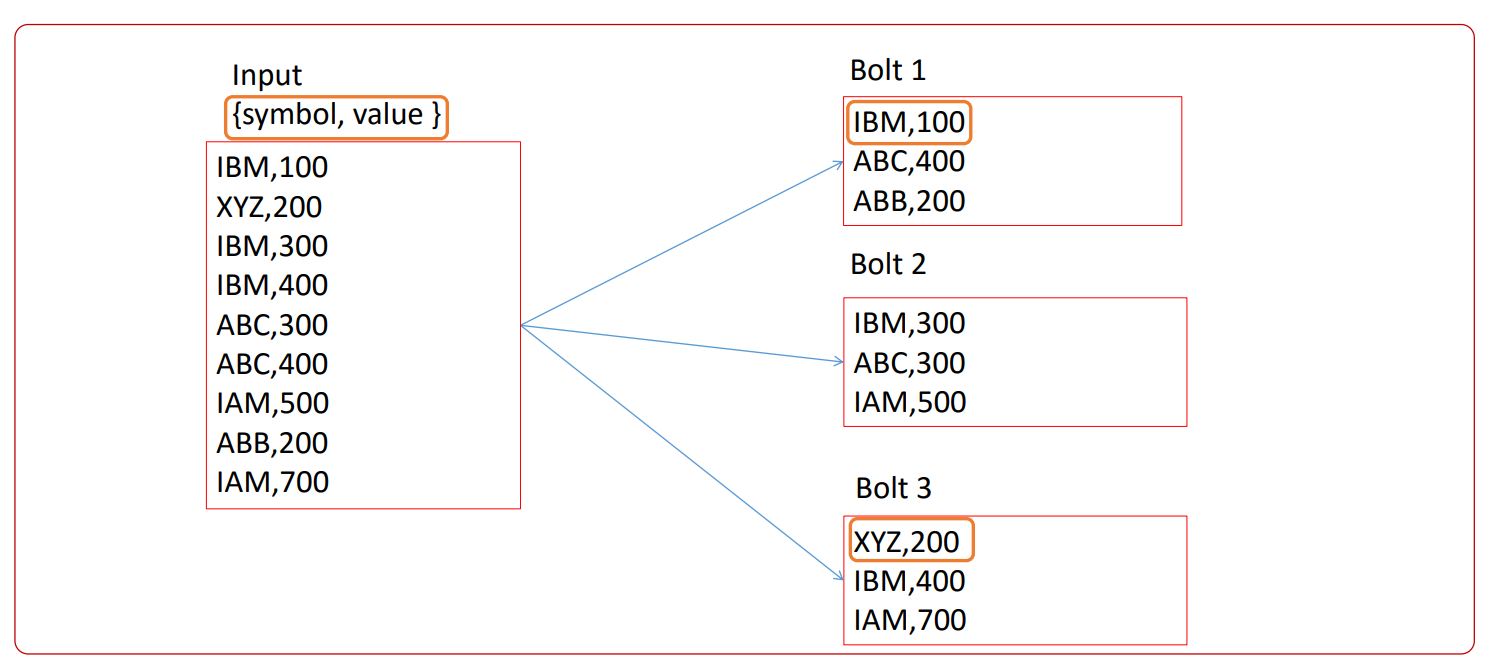 Input
{symbol, value }
IBM,100
XYZ,200
IBM,300
IBM,400
ABC,300
ABC,400
IAM,500
ABB,200
IAM,700
Bolt 1
IBM,100
ABC,400
ABB,200
Bolt 2
IBM,300
ABC,300
IAM,500
Bolt 3
XYZ,200
IBM,400
IAM,700